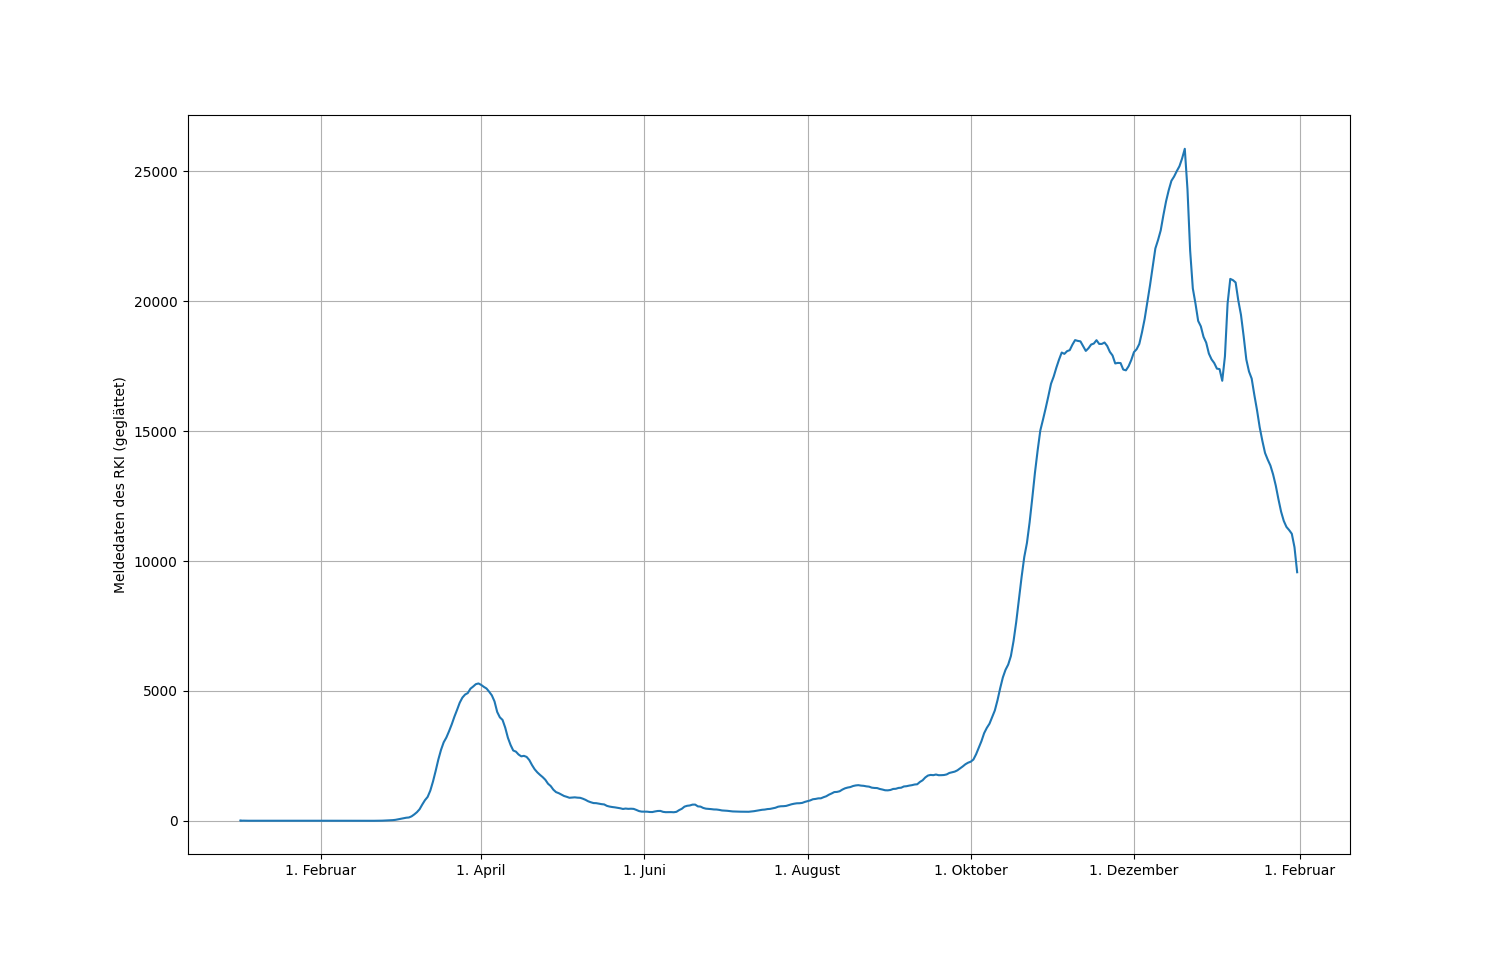 Meldedaten des RKI (geglättet)
25000
20000
15000
10000
5000
0
1. Februar
1. April
1. Juni
1. August
1. Oktober
1. Dezember
1. Februar